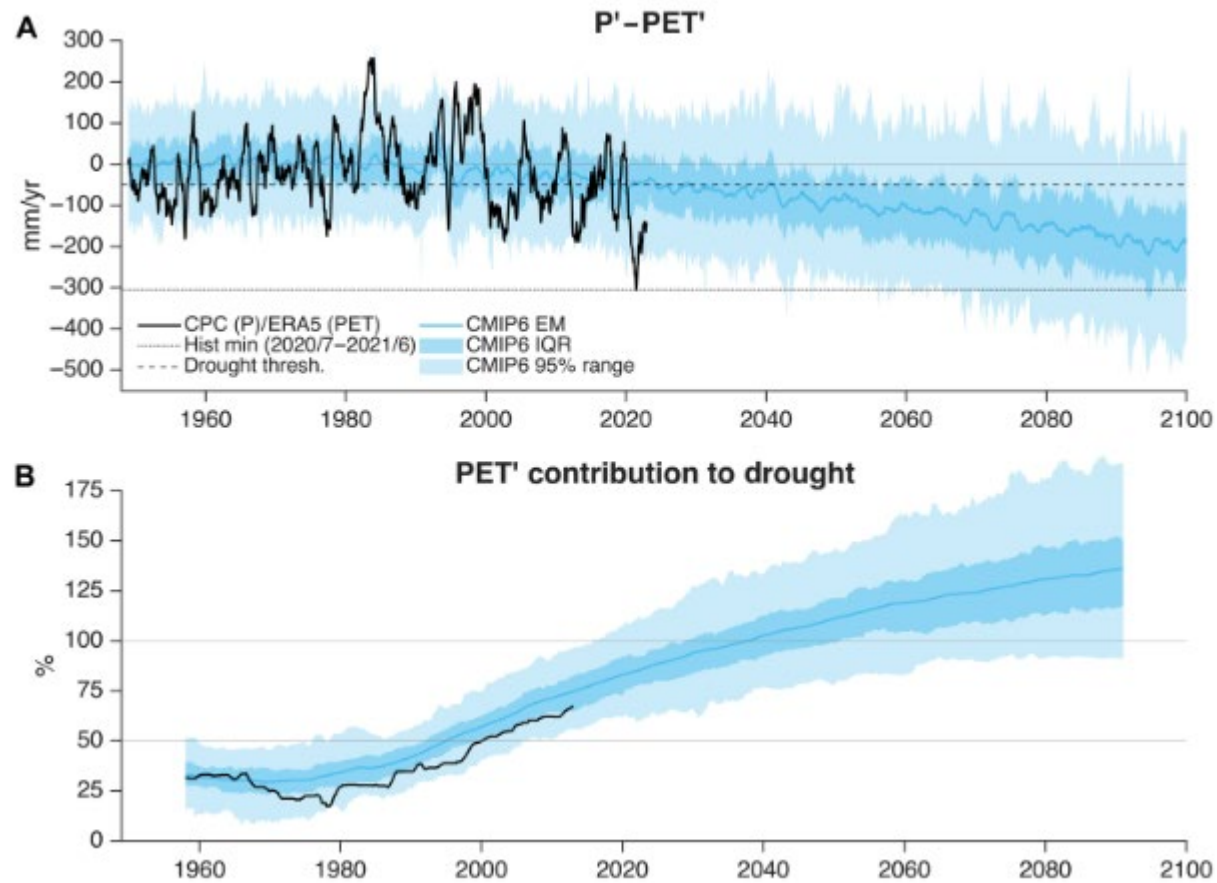 A
P'−PET'
300
200
100
0
−100
−200
−300
−400
−500
mm/yr
CPC (P)/ERA5 (PET)
Hist min (2020/7−2021/6)
Drought thresh.
CMIP6 EM
CMIP6 IQR
CMIP6 95% range
1960 1980 2000 2020 2040 2060 2080 2100
B
PET' contribution to drought
175
150
125
100
75
50
25
0
%
1960 1980 2000 2020 2040 2060 2080 2100